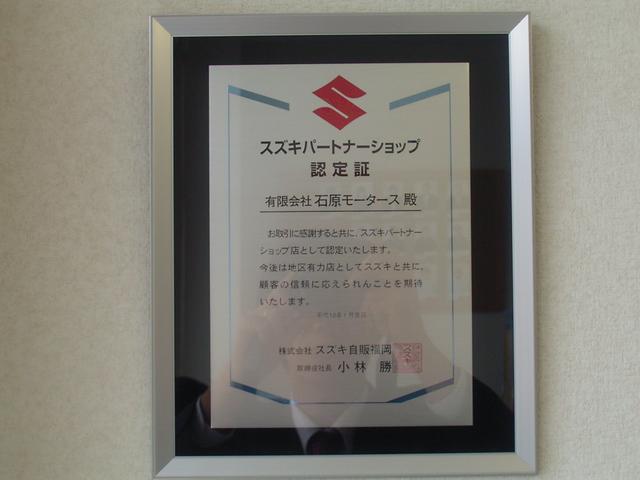 スズキパートナーショップ
認定証
有限会社 石原モータース 殿
お取引に感謝すると共に、スズキパートナー
ショップ店として認定いたします。
今後は地区有力店としてスズキと共に、
顧客の信頼に応えられんことを期待
いたします。
株式会社 スズキ自販福岡
取締役社長 小林 勝